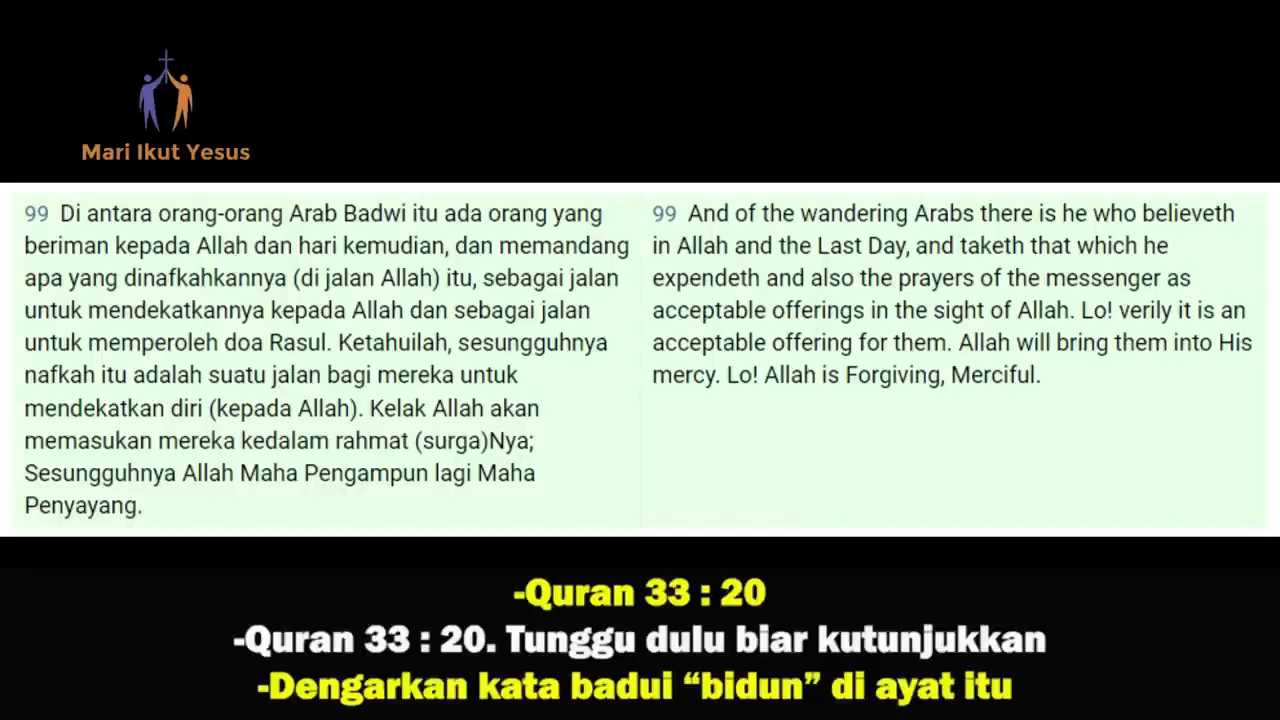 Mari Ikut Yesus
99 Di antara orang-orang Arab Badwi itu ada orang yang
beriman kepada Allah dan hari kemudian, dan memandang
apa yang dinafkahkannya (di jalan Allah) itu, sebagai jalan
untuk mendekatkannya kepada Allah dan sebagai jalan
untuk memperoleh doa Rasul. Ketahuilah, sesungguhnya
nafkah itu adalah suatu jalan bagi mereka untuk
mendekatkan diri (kepada Allah). Kelak Allah akan
memasukan mereka kedalam rahmat (surga)Nya;
Sesungguhnya Allah Maha Pengampun lagi Maha
Penyayang.
99 And of the wandering Arabs there is he who believeth
in Allah and the Last Day, and taketh that which he
expendeth and also the prayers of the messenger as
acceptable offerings in the sight of Allah. Lo! verily it is an
acceptable offering for them. Allah will bring them into His
mercy. Lo! Allah is Forgiving, Merciful.
-Quran 33 : 20
-Quran 33 : 20. Tunggu dulu biar kutunjukkan
-Dengarkan kata badui “bidun” di ayat itu